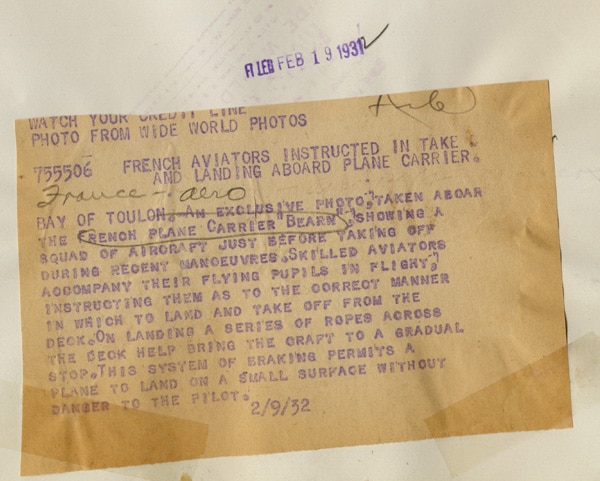 FILED FEB 19 1932
WATCH YOUR CREDIT LINE
PHOTO FROM WIDE WORLD PHOTOS
735506 FRENCH AVIATORS INSTRUCTED IN TAKE
AND LANDING ABOARD PLANE CARRIER.
France - aero
BAY OF TOULON.-AN EXCLUSIVE PHOTO, TAKEN ABOAR
THE FRENCH PLANE CARRIER "BEARN", SHOWING A
SQUAD OF AIRCRAFT JUST BEFORE TAKING OFF
DURING RECENT MANOEUVRES.SKILLED AVIATORS
ACCOMPANY THEIR FLYING PUPILS IN FLIGHT,
INSTRUCTING THEM AS TO THE CORRECT MANNER
IN WHICH TO LAND AND TAKE OFF FROM THE
DECK.ON LANDING A SERIES OF ROPES ACROSS
THE DECK HELP BRING THE CRAFT TO A GRADUAL
STOP.THIS SYSTEM OF BRAKING PERMITS A
PLANE TO LAND ON A SMALL SURFACE WITHOUT
DANGER TO THE PILOT.
2/9/32